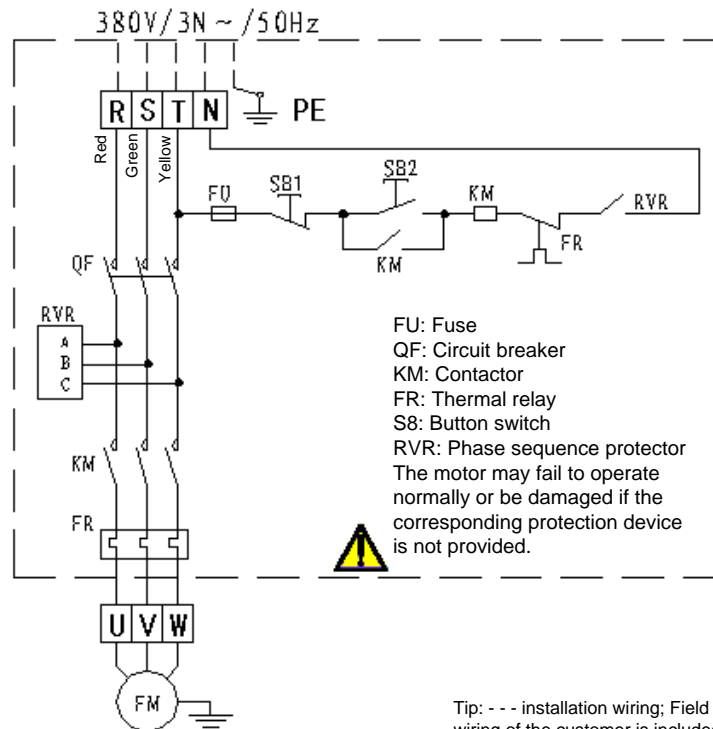 380V/3N~/50Hz
R S T N PE
Red
Green
Yellow
FU
SB1
SB2
KM
RVR
KM
FR
QF
RVR
A
B
C
FU: Fuse
QF: Circuit breaker
KM: Contactor
FR: Thermal relay
S8: Button switch
RVR: Phase sequence protector
The motor may fail to operate
normally or be damaged if the
corresponding protection device
is not provided.
KM
FR
U V W
FM
Tip: - - - installation wiring; Field